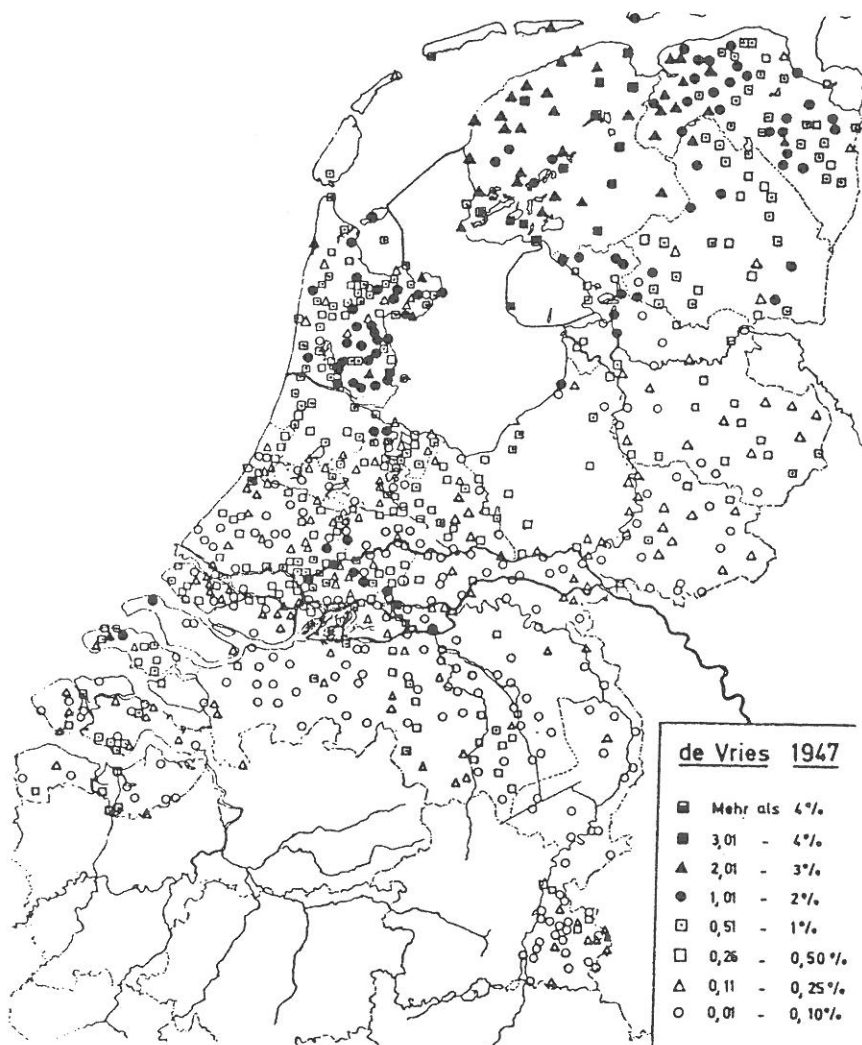 de Vries 1947
Mehr als 4%
3,01 - 4%
2,01 - 3%
1,01 - 2%
0,51 - 1%
0,26 - 0,50%
0,11 - 0,25%
0,01 - 0,10%